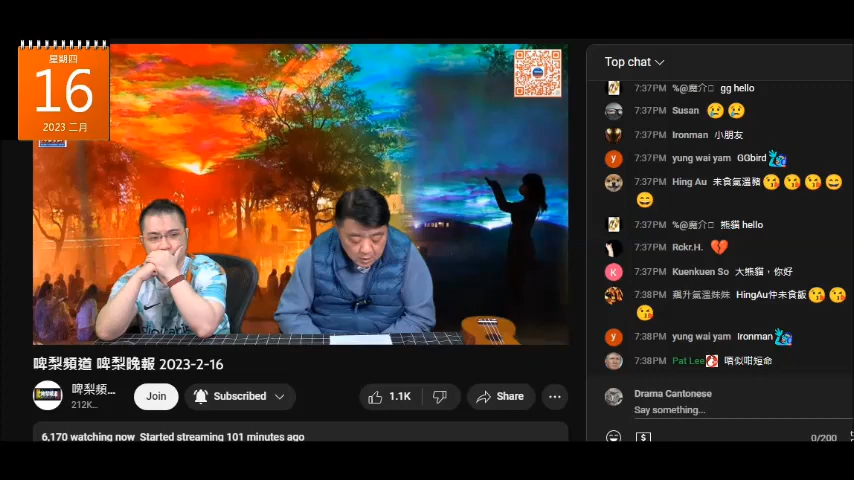 星期四
16
2023 二月
啤梨頻道 啤梨晚報 2023-2-16
啤梨頻...
212K...
Join
Subscribed
1.1K
Share
6,170 watching now Started streaming 101 minutes ago
Top chat
7:37PM %@魔介 gg hello
7:37PM Susan 😢😢
7:37PM Ironman 小朋友
7:37PM yung wai yam GGbird
7:37PM Hing Au 未食氣溫豬😘😘😘😄
😄
7:37PM %@魔介 熊貓 hello
7:37PM Rckr.H. 💔
7:37PM Kuenkuen So 大熊貓，你好
7:38PM 飆升氣溫妹妹 HingAu仲未食飯😘😘
😘
7:38PM yung wai yam Ironman
7:38PM Pat Lee 唔似咁短命
Drama Cantonese
Say something...
0/200